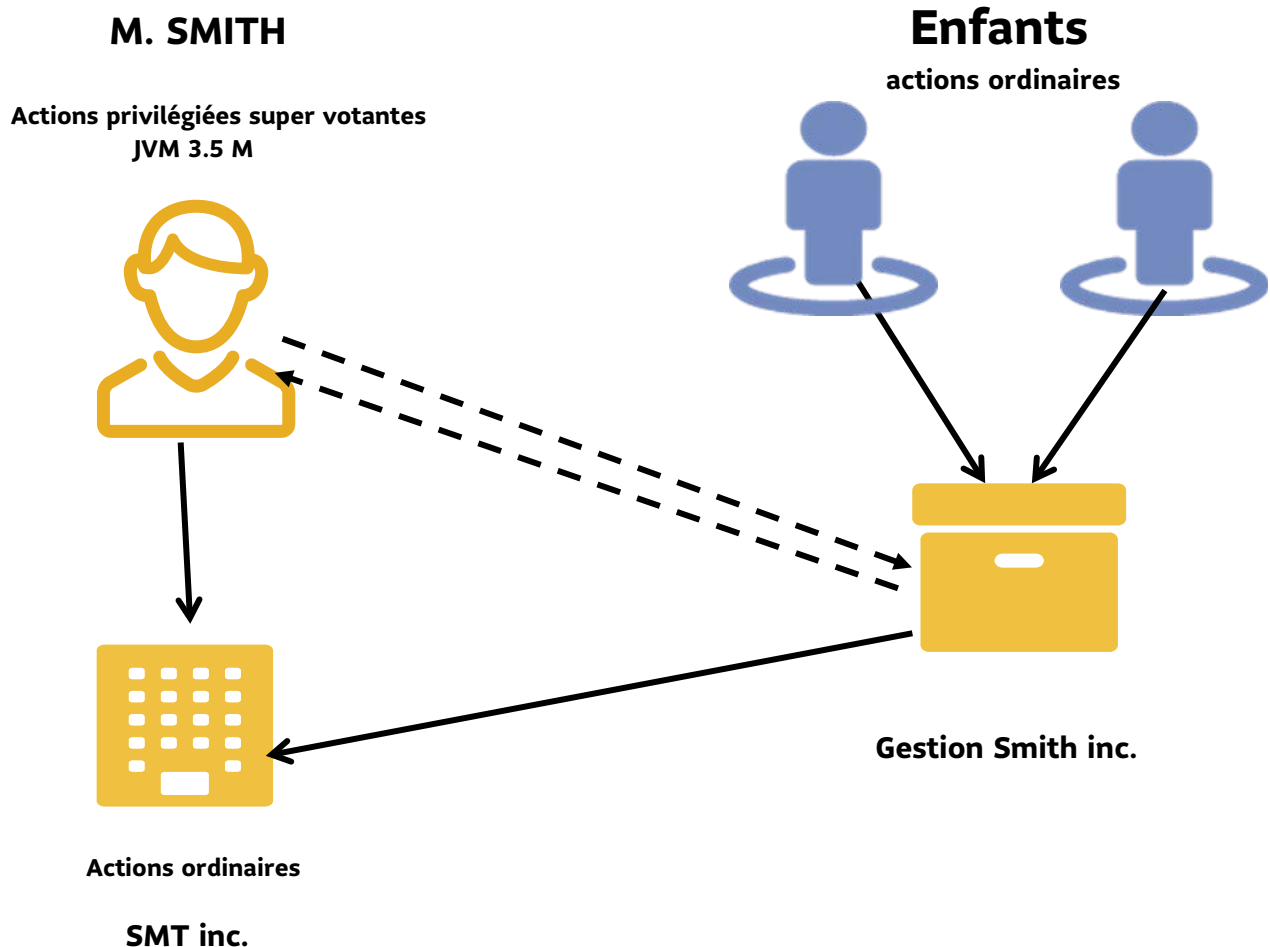 M. SMITH
Actions privilégiées super votantes
JVM 3.5 M
Enfants
actions ordinaires
Gestion Smith inc.
Actions ordinaires
SMT inc.